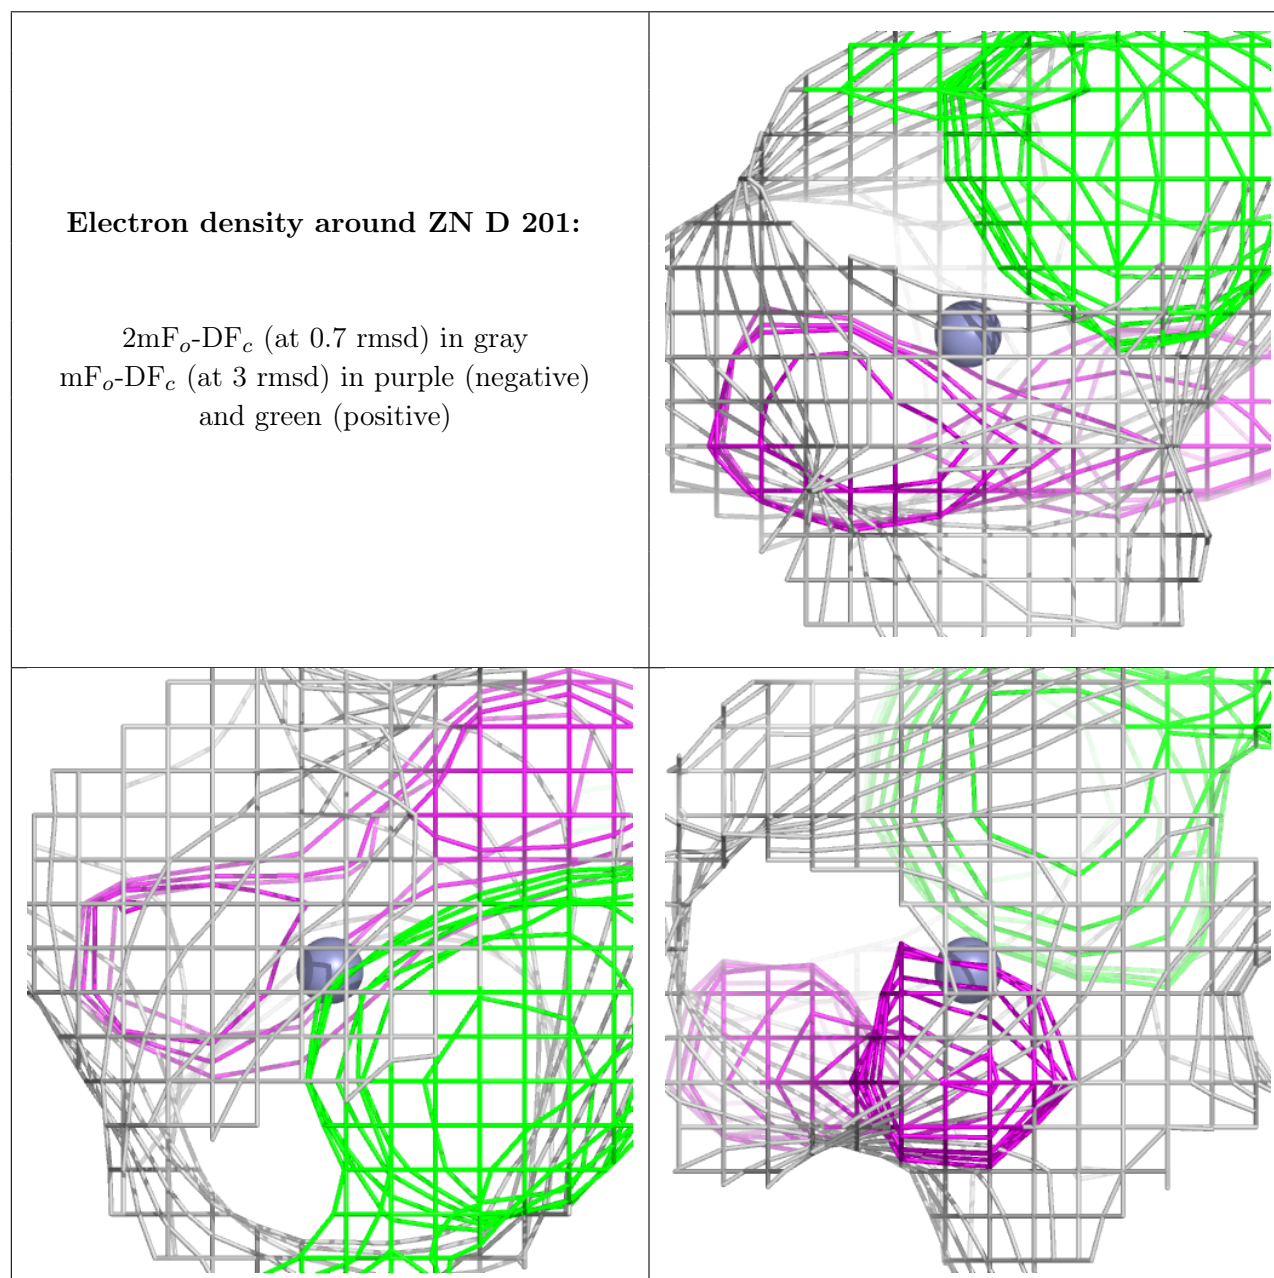 Electron density around ZN D 201:
2mFo-DFc (at 0.7 rmsd) in gray
mFo-DFc (at 3 rmsd) in purple (negative)
and green (positive)